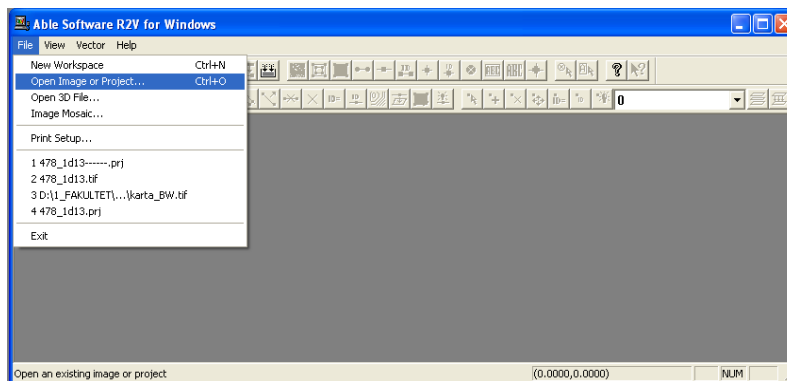 Able Software R2V for Windows
File View Vector Help
New Workspace Ctrl+N
Open Image or Project... Ctrl+O
Open 3D File...
Image Mosaic...
Print Setup...
1 478_1d13------.prj
2 478_1d13.tif
3 D:\1_FAKULTET\...\karta_BW.tif
4 478_1d13.prj
Exit
ID= ID
0
Open an existing image or project (0.0000,0.0000) NUM